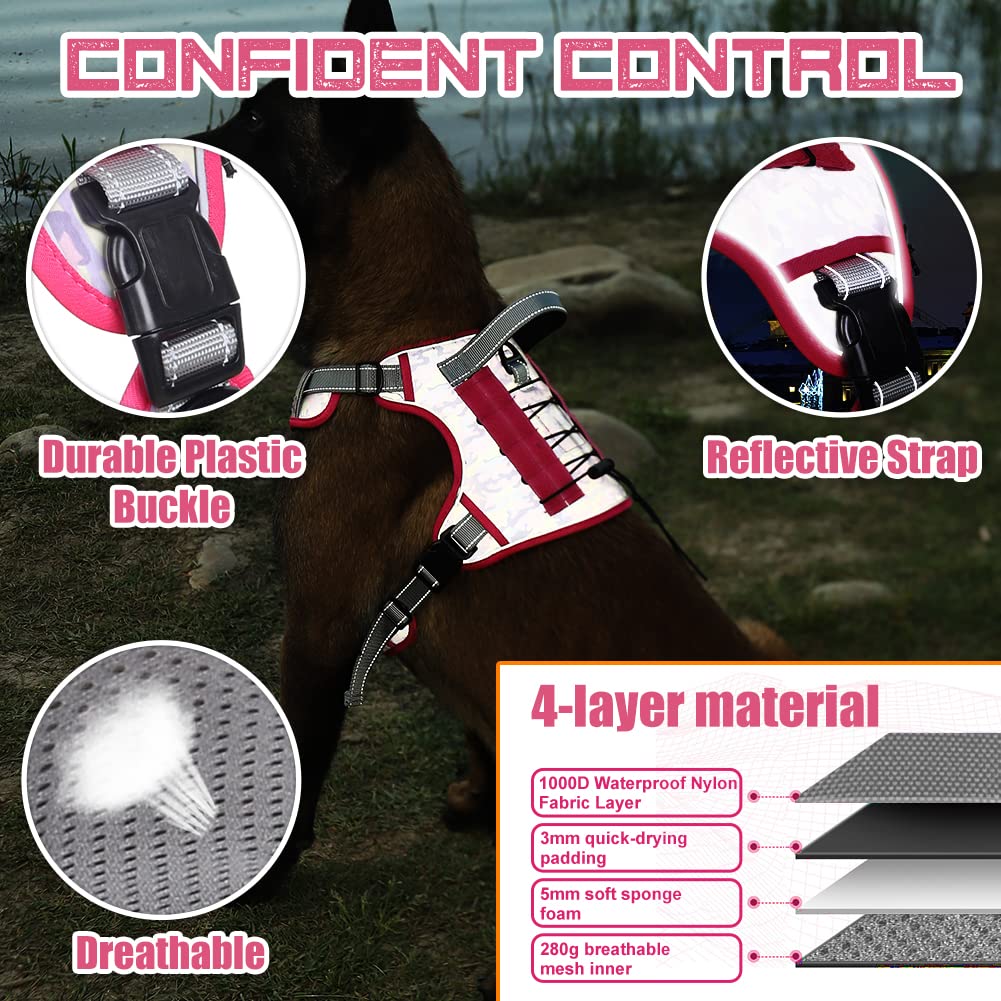 CONFIDENT CONTROL
Durable Plastic
Buckle
Reflective Strap
Dreathable
4-layer material
1000D Waterproof Nylon
Fabric Layer
3mm quick-drying
padding
5mm soft sponge
foam
280g breathable
mesh inner